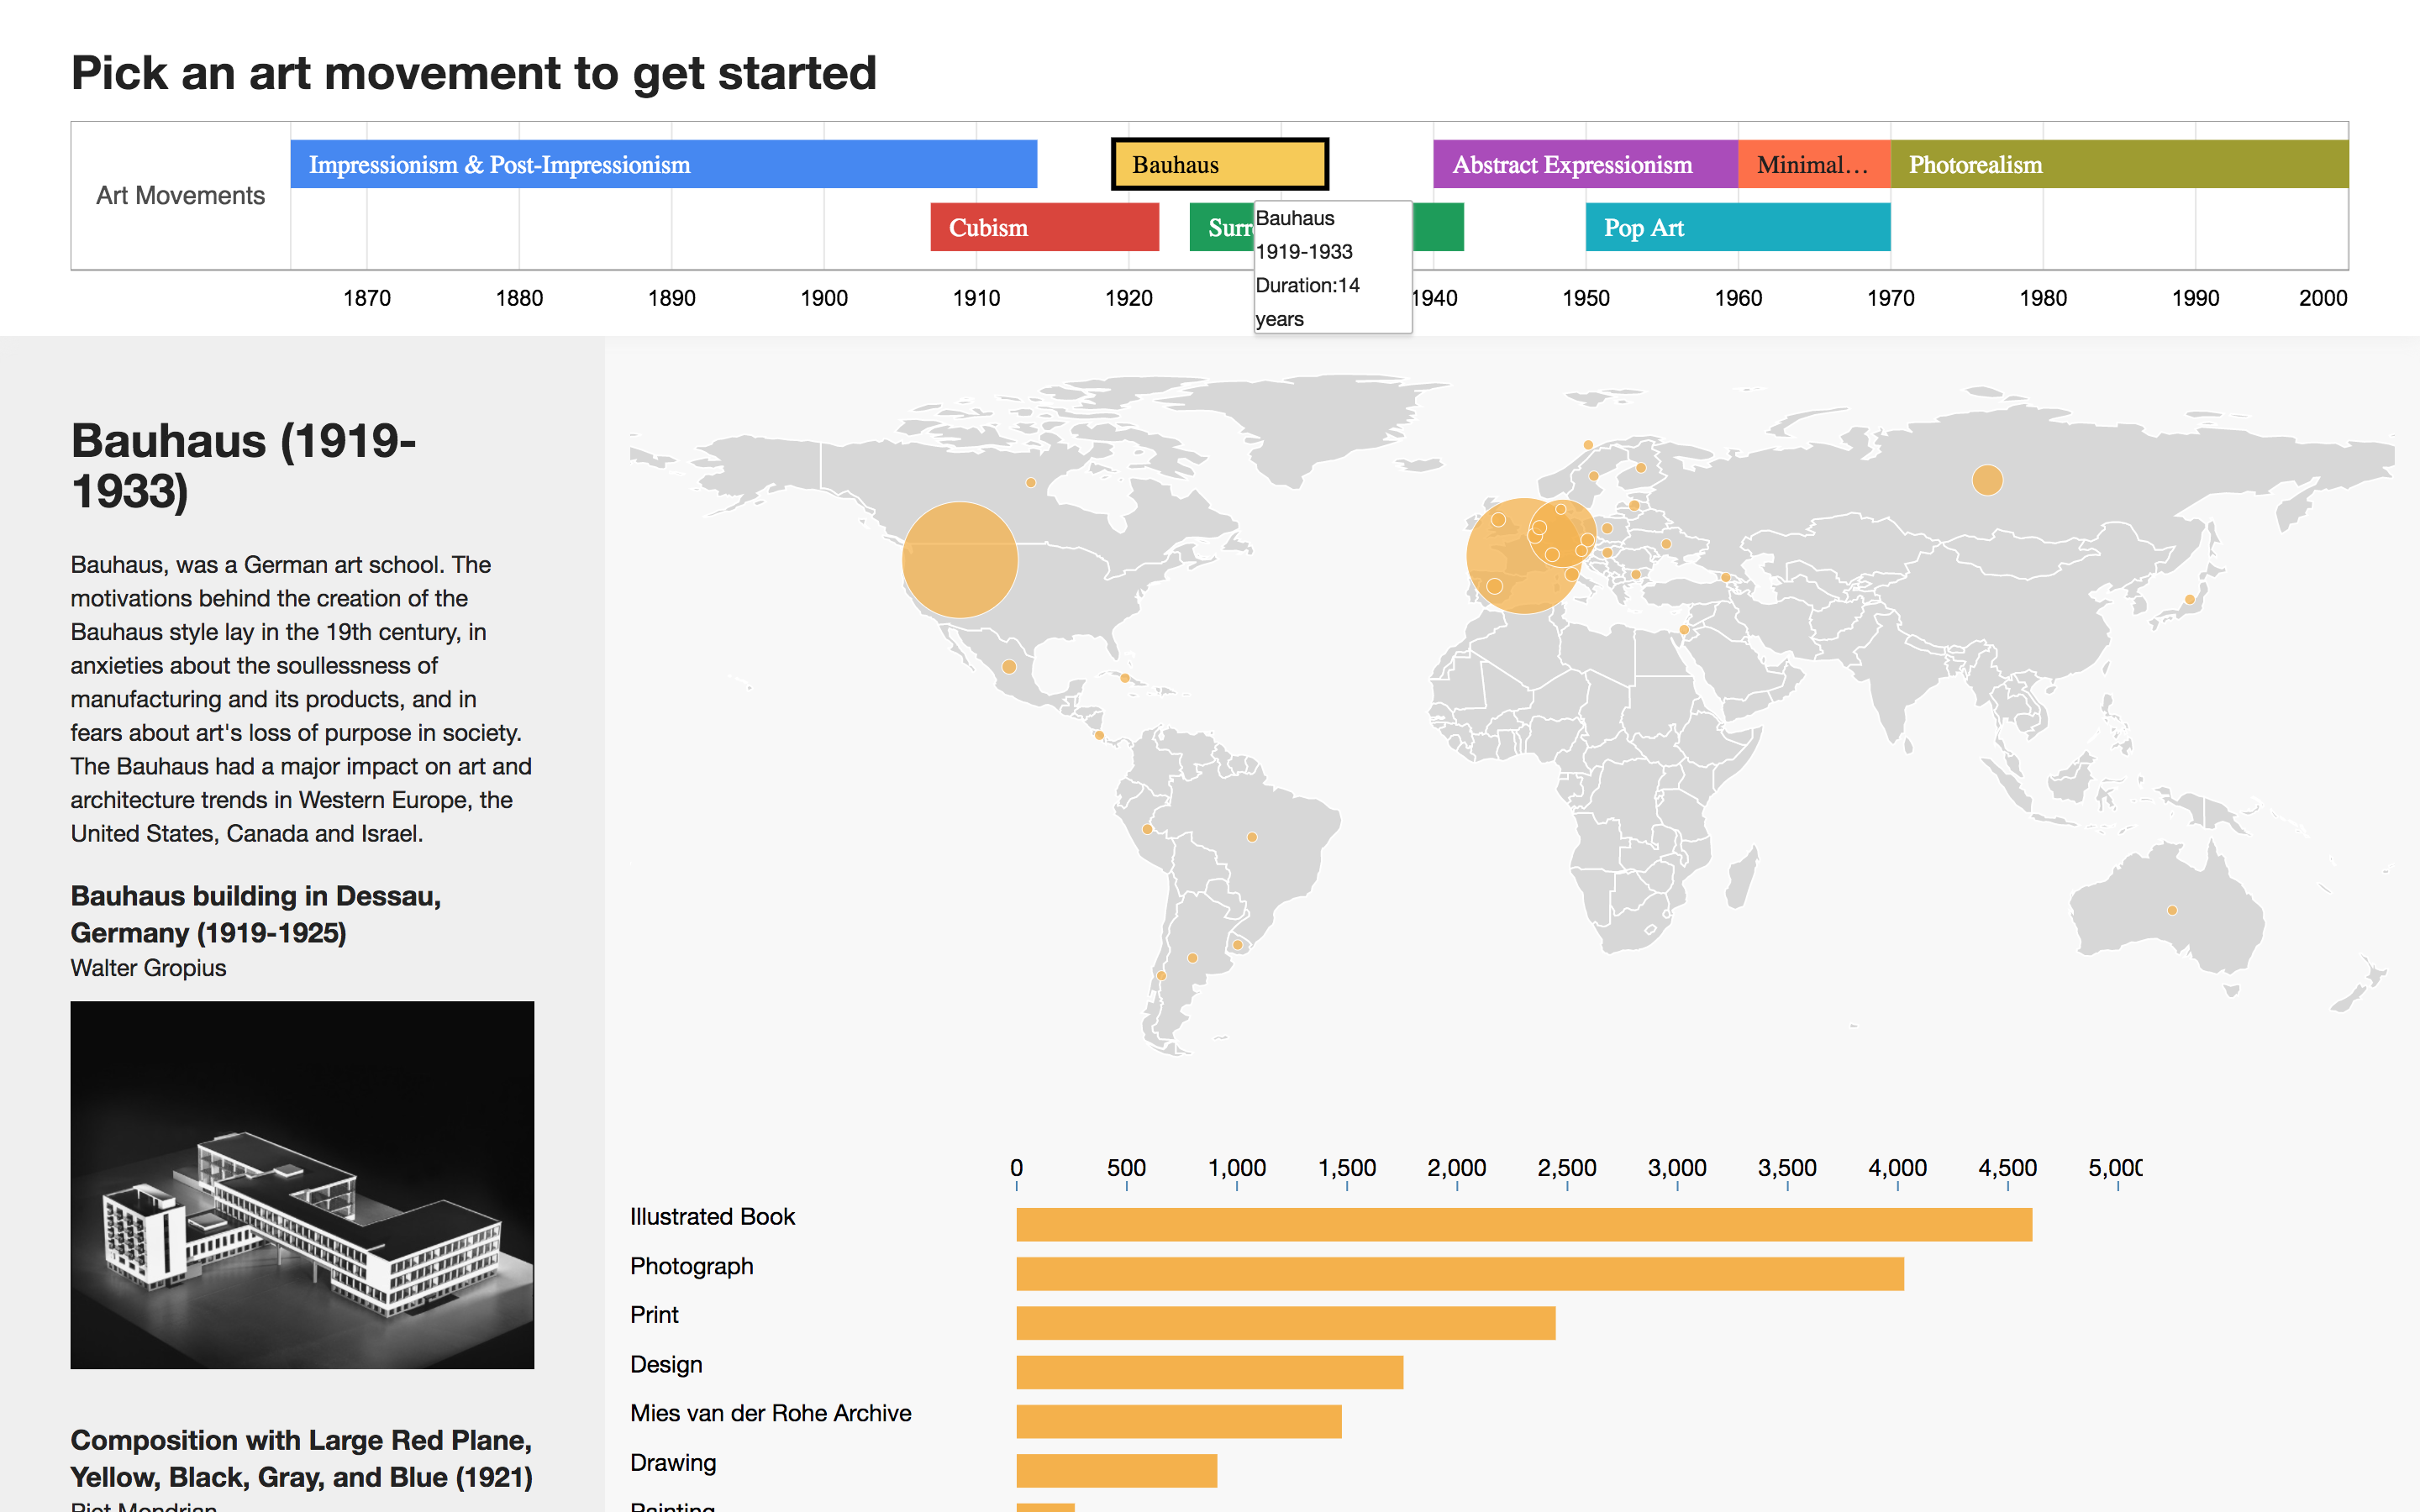 Pick an art movement to get started
Art Movements
Impressionism & Post-Impressionism
Bauhaus
Abstract Expressionism
Minimal...
Photorealism
Cubism
Pop Art
Bauhaus
1919-1933
Duration:14
years
1870 1880 1890 1900 1910 1920 1940 1950 1960 1970 1980 1990 2000
Bauhaus (1919-
1933)
Bauhaus, was a German art school. The
motivations behind the creation of the
Bauhaus style lay in the 19th century, in
anxieties about the soullessness of
manufacturing and its products, and in
fears about art's loss of purpose in society.
The Bauhaus had a major impact on art and
architecture trends in Western Europe, the
United States, Canada and Israel.
Bauhaus building in Dessau,
Germany (1919-1925)
Walter Gropius
Composition with Large Red Plane,
Yellow, Black, Gray, and Blue (1921)
Piet Mondrian
0 500 1,000 1,500 2,000 2,500 3,000 3,500 4,000 4,500 5,000
Illustrated Book
Photograph
Print
Design
Mies van der Rohe Archive
Drawing
Painting